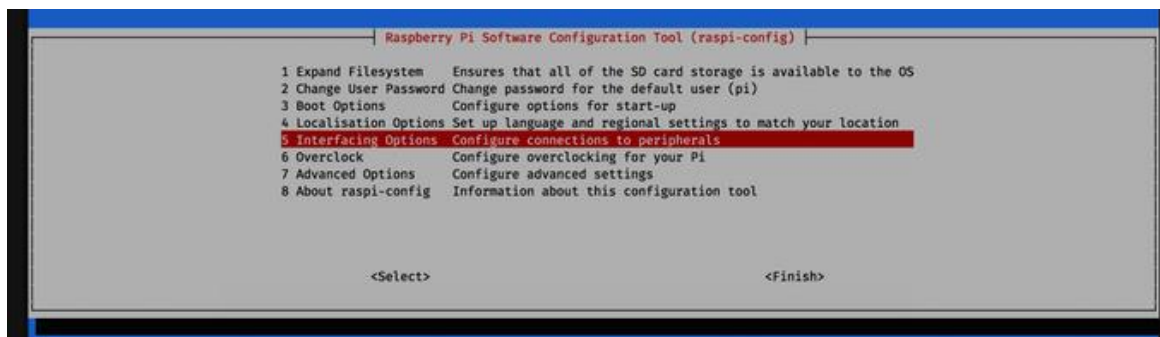 Raspberry Pi Software Configuration Tool (raspi-config)
1 Expand Filesystem Ensures that all of the SD card storage is available to the OS
2 Change User Password Change password for the default user (pi)
3 Boot Options Configure options for start-up
4 Localisation Options Set up language and regional settings to match your location
5 Interfacing Options Configure connections to peripherals
6 Overclock Configure overclocking for your Pi
7 Advanced Options Configure advanced settings
8 About raspi-config Information about this configuration tool
<Select> <Finish>